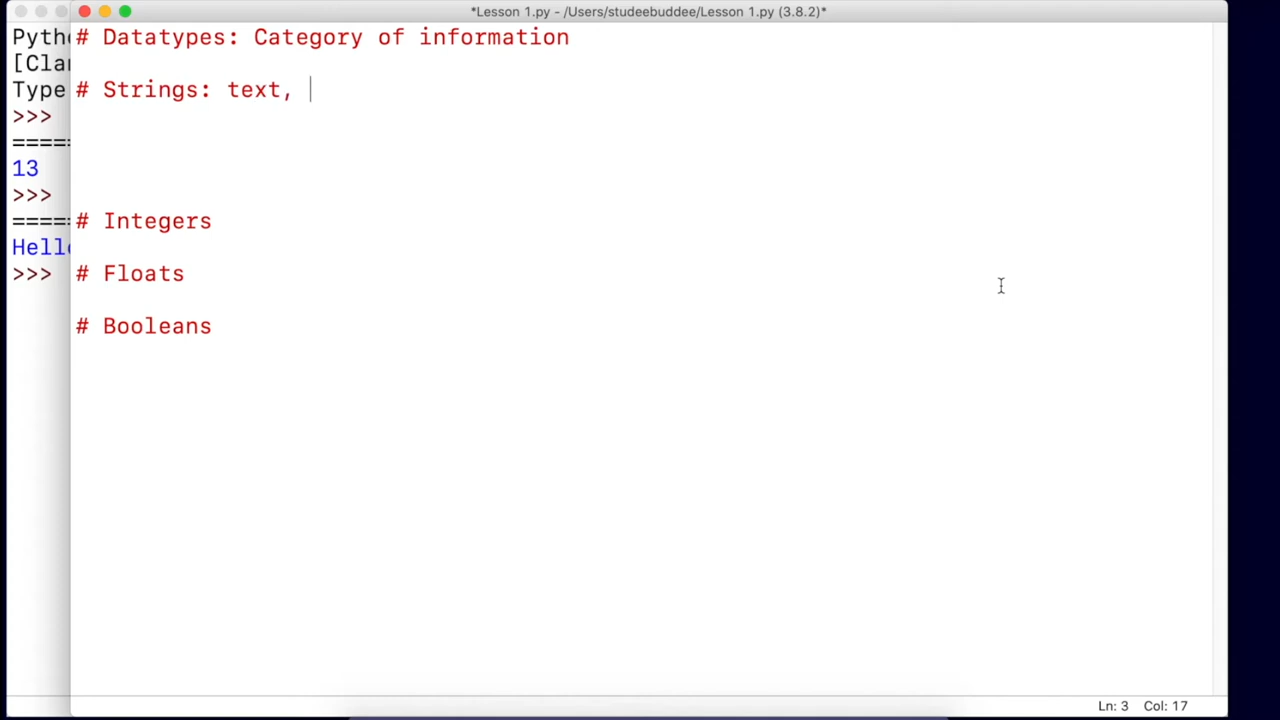 *Lesson 1.py - /Users/studeebuddee/Lesson 1.py (3.8.2)*
# Datatypes: Category of information
# Strings: text,
# Integers
# Floats
# Booleans
Type
>>>
13
>>>
>>>
Ln: 3 Col: 17